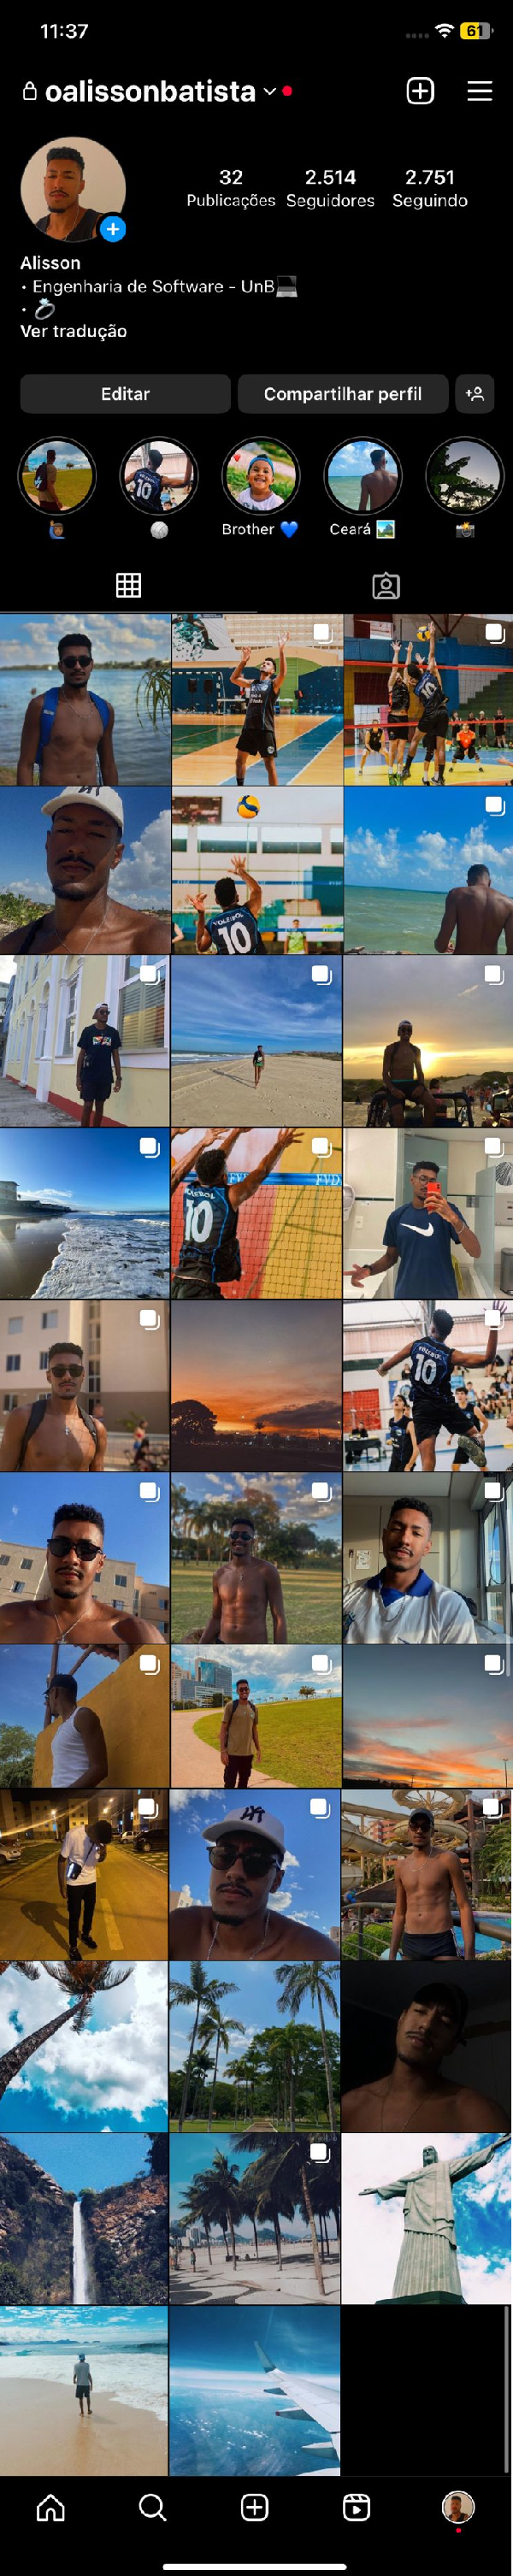 11:37
61
oalissonbatista
32
2.514
2.751
Publicações
Seguidores
Seguindo
Alisson
• Engenharia de Software - UnB💻
• 💍
Ver tradução
Editar
Compartilhar perfil
🙋🏾‍♂️
🏐
Brother 💙
Ceará 🏞️
📸
10
VOLEIBOL
10
10
10